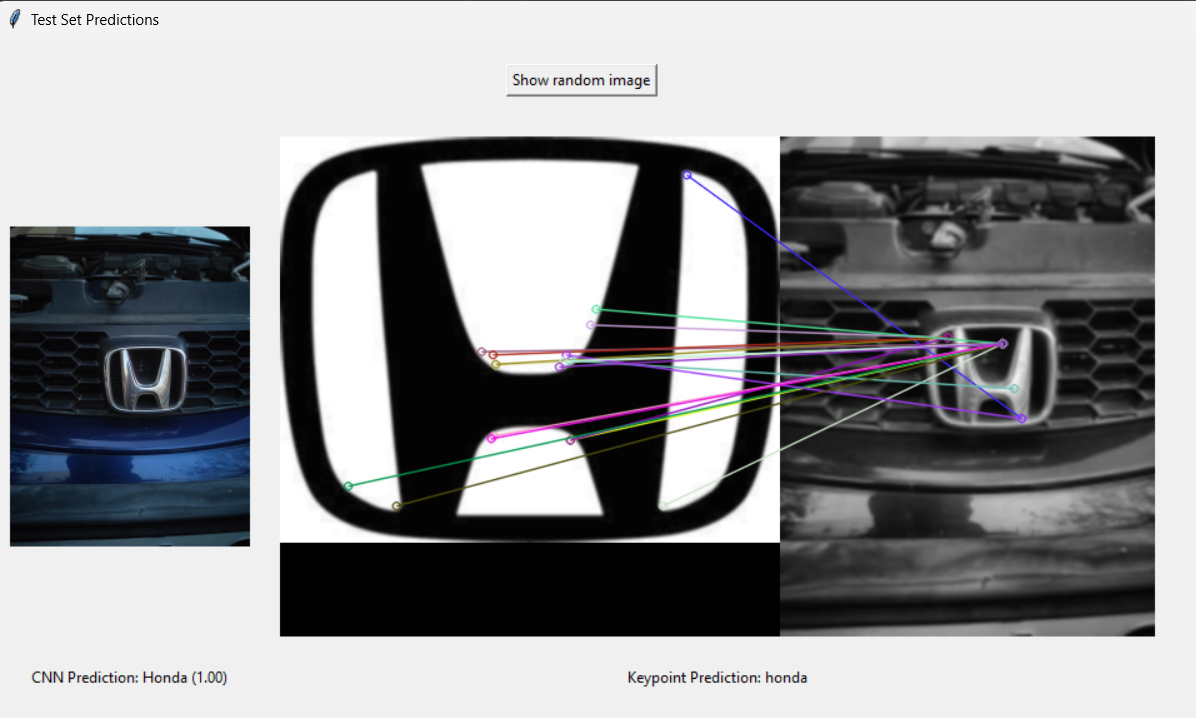 Test Set Predictions
Show random image
CNN Prediction: Honda (1.00)
Keypoint Prediction: honda